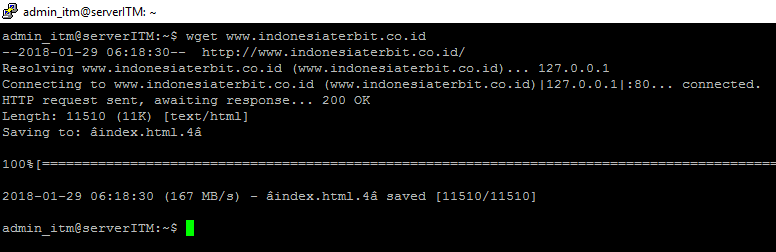 admin_itm@serverITM: ~
admin_itm@serverITM:~$ wget www.indonesiaterbit.co.id
--2018-01-29 06:18:30--  http://www.indonesiaterbit.co.id/
Resolving www.indonesiaterbit.co.id (www.indonesiaterbit.co.id)... 127.0.0.1
Connecting to www.indonesiaterbit.co.id (www.indonesiaterbit.co.id)|127.0.0.1|:80... connected.
HTTP request sent, awaiting response... 200 OK
Length: 11510 (11K) [text/html]
Saving to: âindex.html.4â
100%[===========================================================================================
2018-01-29 06:18:30 (167 MB/s) - âindex.html.4â saved [11510/11510]
admin_itm@serverITM:~$